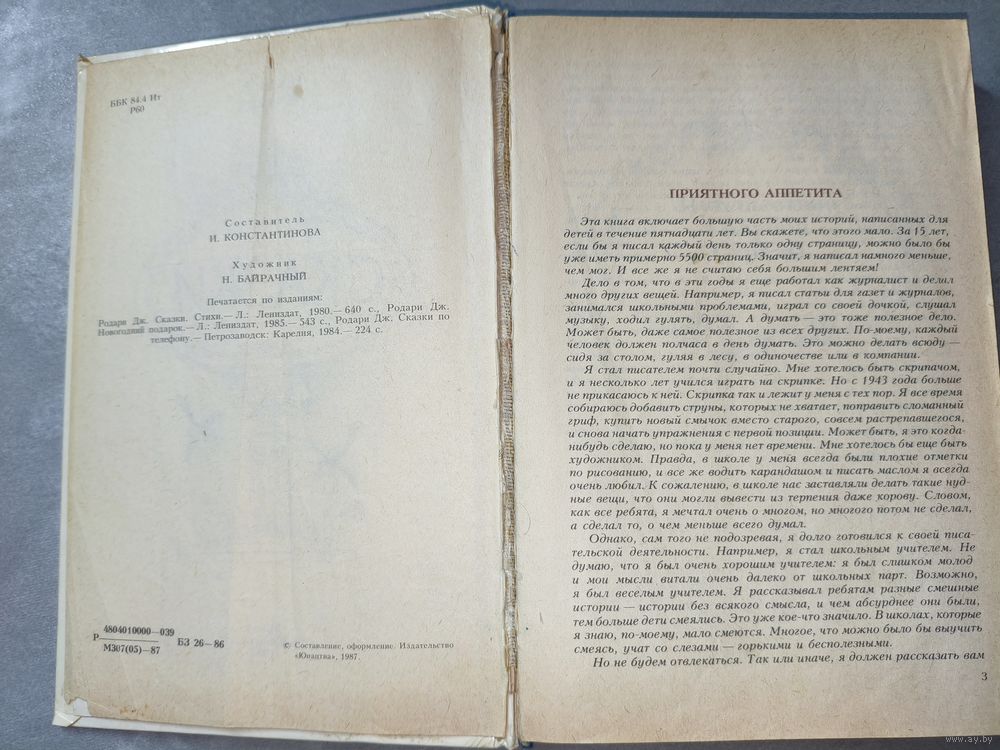 ББК 84.4 Ит
Р60
Составитель
И. КОНСТАНТИНОВА
Художник
Н. БАЙРАЧНЫЙ
Печатается по изданиям:
Родари Дж. Сказки. Стихи.— Л.: Лениздат, 1980.— 640 с., Родари Дж.
Новогодний подарок.— Л.: Лениздат, 1985.— 543 с., Родари Дж. Сказки по
телефону.— Петрозаводск: Карелия, 1984.— 224 с.
Р 4804010000—039
М307(05)—87
БЗ 26—86
© Составление, оформление. Издательство
«Юнацтва», 1987.
ПРИЯТНОГО АППЕТИТА
Эта книга включает большую часть моих историй, написанных для
детей в течение пятнадцати лет. Вы скажете, что этого мало. За 15 лет,
если бы я писал каждый день только одну страницу, можно было бы
уже иметь примерно 5500 страниц. Значит, я написал намного меньше,
чем мог. И все же я не считаю себя большим лентяем!
Дело в том, что в эти годы я еще работал как журналист и делил
много других вещей. Например, я писал статьи для газет и журналов,
занимался школьными проблемами, играл со своей дочкой, слушал
музыку, ходил гулять, думал. А думать — это тоже полезное дело.
Может быть, даже самое полезное из всех других. По-моему, каждый
человек должен полчаса в день думать. Это можно делать всюду —
сидя за столом, гуляя в лесу, в одиночестве или в компании.
Я стал писателем почти случайно. Мне хотелось быть скрипачом,
и я несколько лет учился играть на скрипке. Но с 1943 года больше
не прикасаюсь к ней. Скрипка так и лежит у меня с тех пор. Я все время
собираюсь добавить струны, которых не хватает, поправить сломанный
гриф, купить новый смычок вместо старого, совсем растрепавшегося,
и снова начать упражнения с первой позиции. Может быть, я это когда-
нибудь сделаю, но пока у меня нет времени. Мне хотелось бы еще быть
художником. Правда, в школе у меня всегда были плохие отметки
по рисованию, и все же водить карандашом и писать маслом я всегда
очень любил. К сожалению, в школе нас заставляли делать такие нуд-
ные вещи, что они могли вывести из терпения даже корову. Словом,
как все ребята, я мечтал очень о многом, но многого потом не сделал,
а сделал то, о чем меньше всего думал.
Однако, сам того не подозревая, я долго готовился к своей писа-
тельской деятельности. Например, я стал школьным учителем. Не
думаю, что я был очень хорошим учителем: я был слишком молод
и мои мысли витали очень далеко от школьных парт. Возможно,
я был веселым учителем. Я рассказывал ребятам разные смешные
истории — истории без всякого смысла, и чем абсурднее они были,
тем больше дети смеялись. Это уже кое-что значило. В школах, которые
я знаю, по-моему, мало смеются. Многое, что можно было бы выучить
смеясь, учат со слезами — горькими и бесполезными.
Но не будем отвлекаться. Так или иначе, я должен рассказать вам
3
www.ay.by